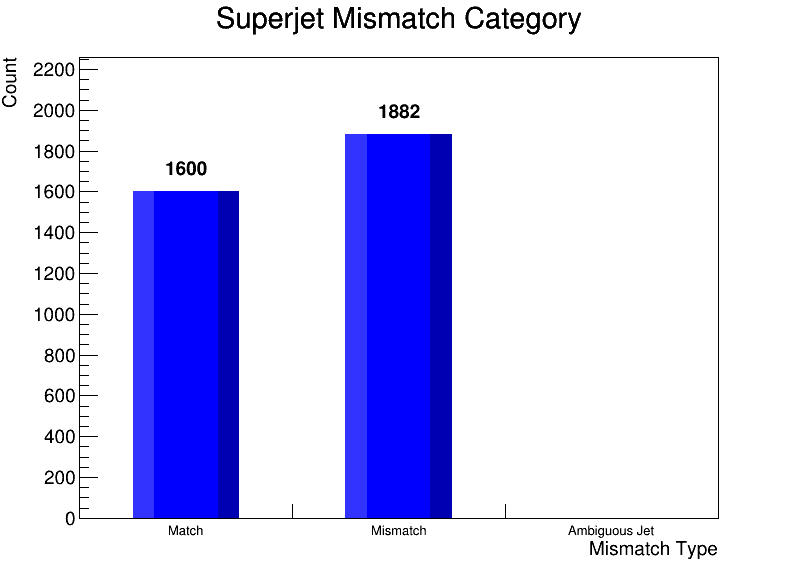 Superjet Mismatch Category
Count
2200
2000
1800
1600
1400
1200
1000
800
600
400
200
0
1600
1882
Match
Mismatch
Ambiguous Jet
Mismatch Type